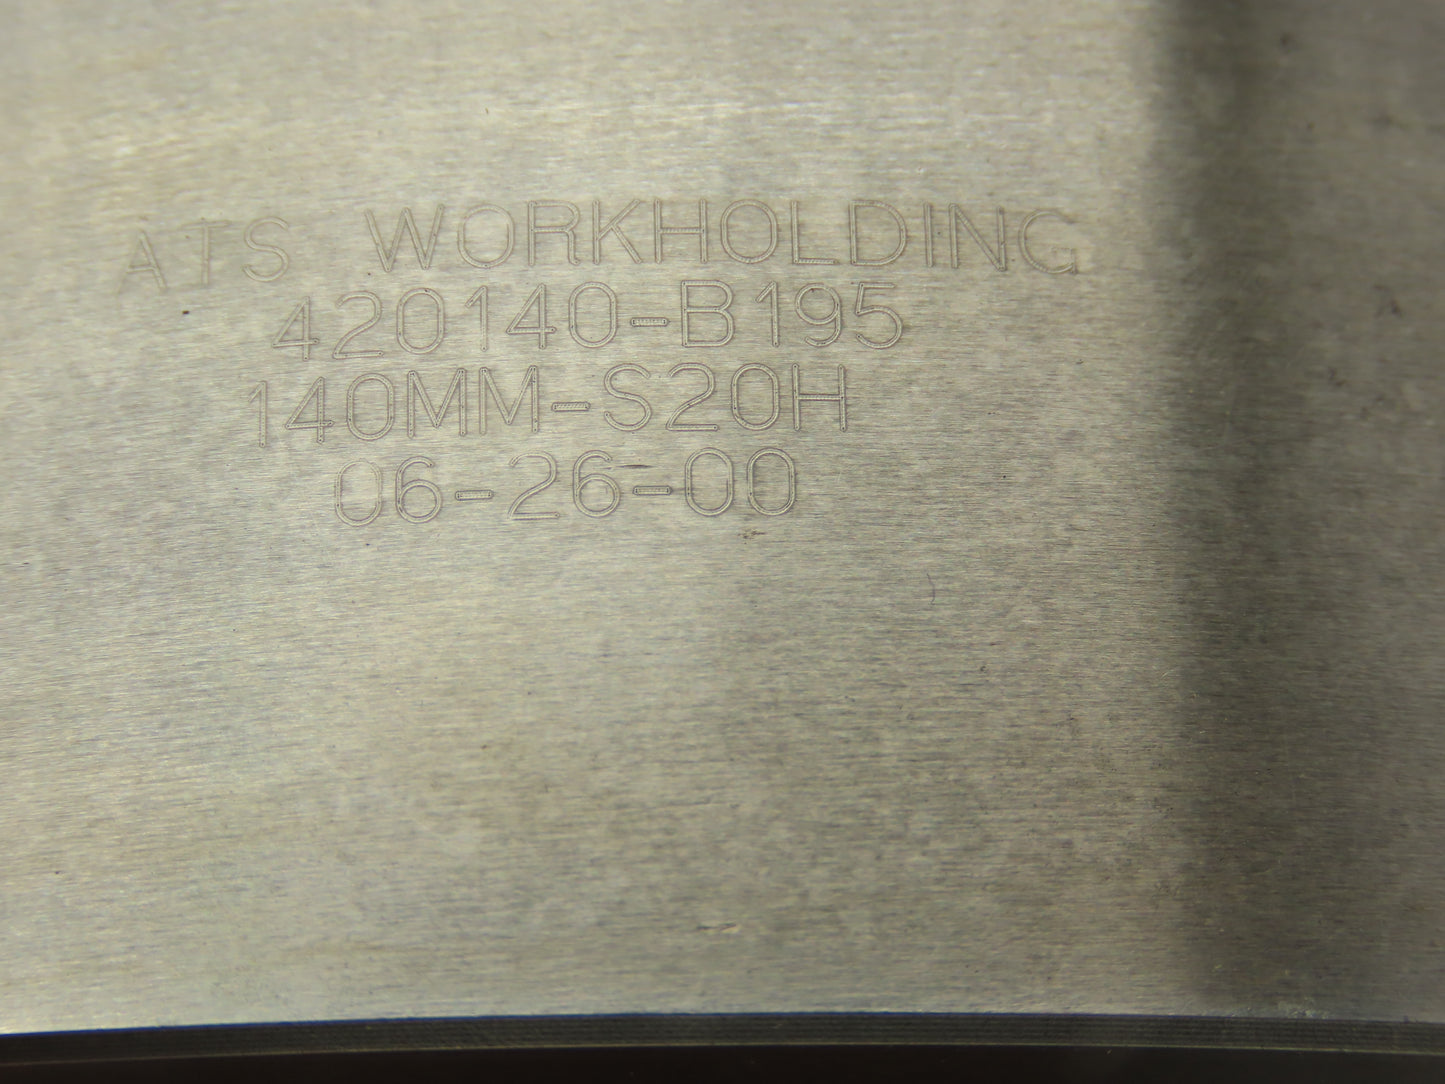 ATS WORKHOLDING
420140-B195
140MM-S20H
06-26-00